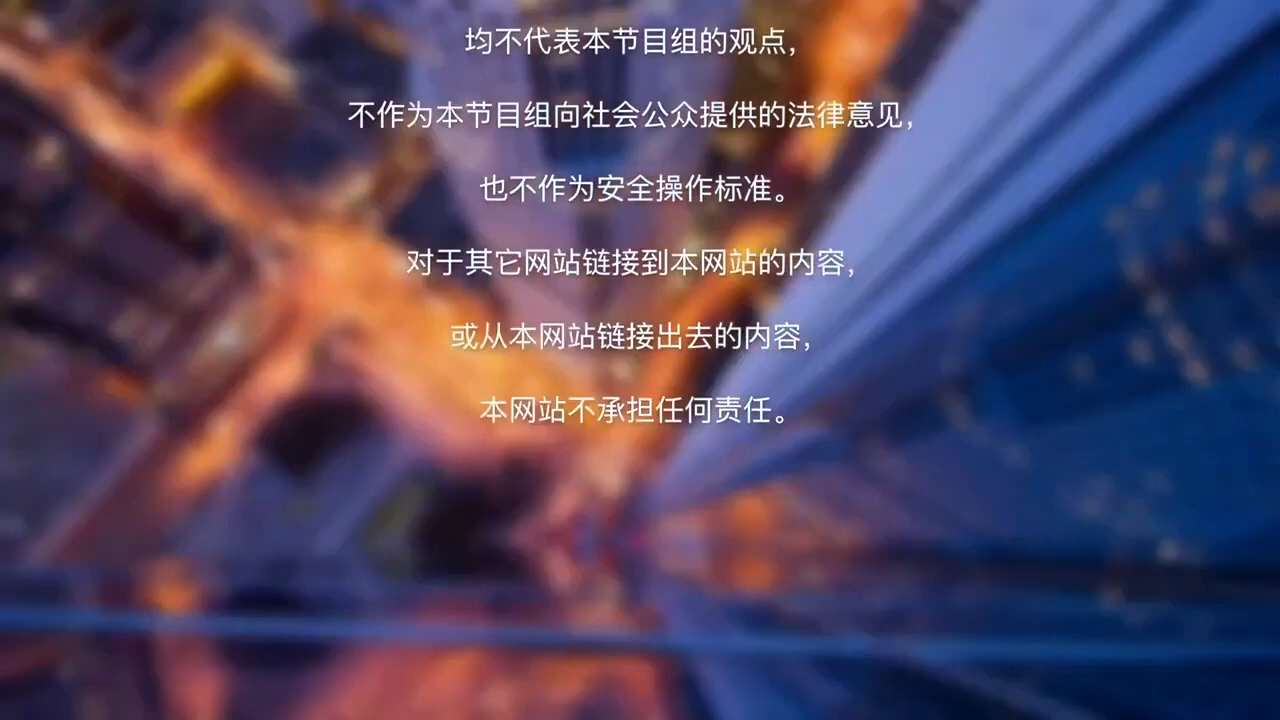 均不代表本节目组的观点，
不作为本节目组向社会公众提供的法律意见，
也不作为安全操作标准。
对于其它网站链接到本网站的内容，
或从本网站链接出去的内容，
本网站不承担任何责任。